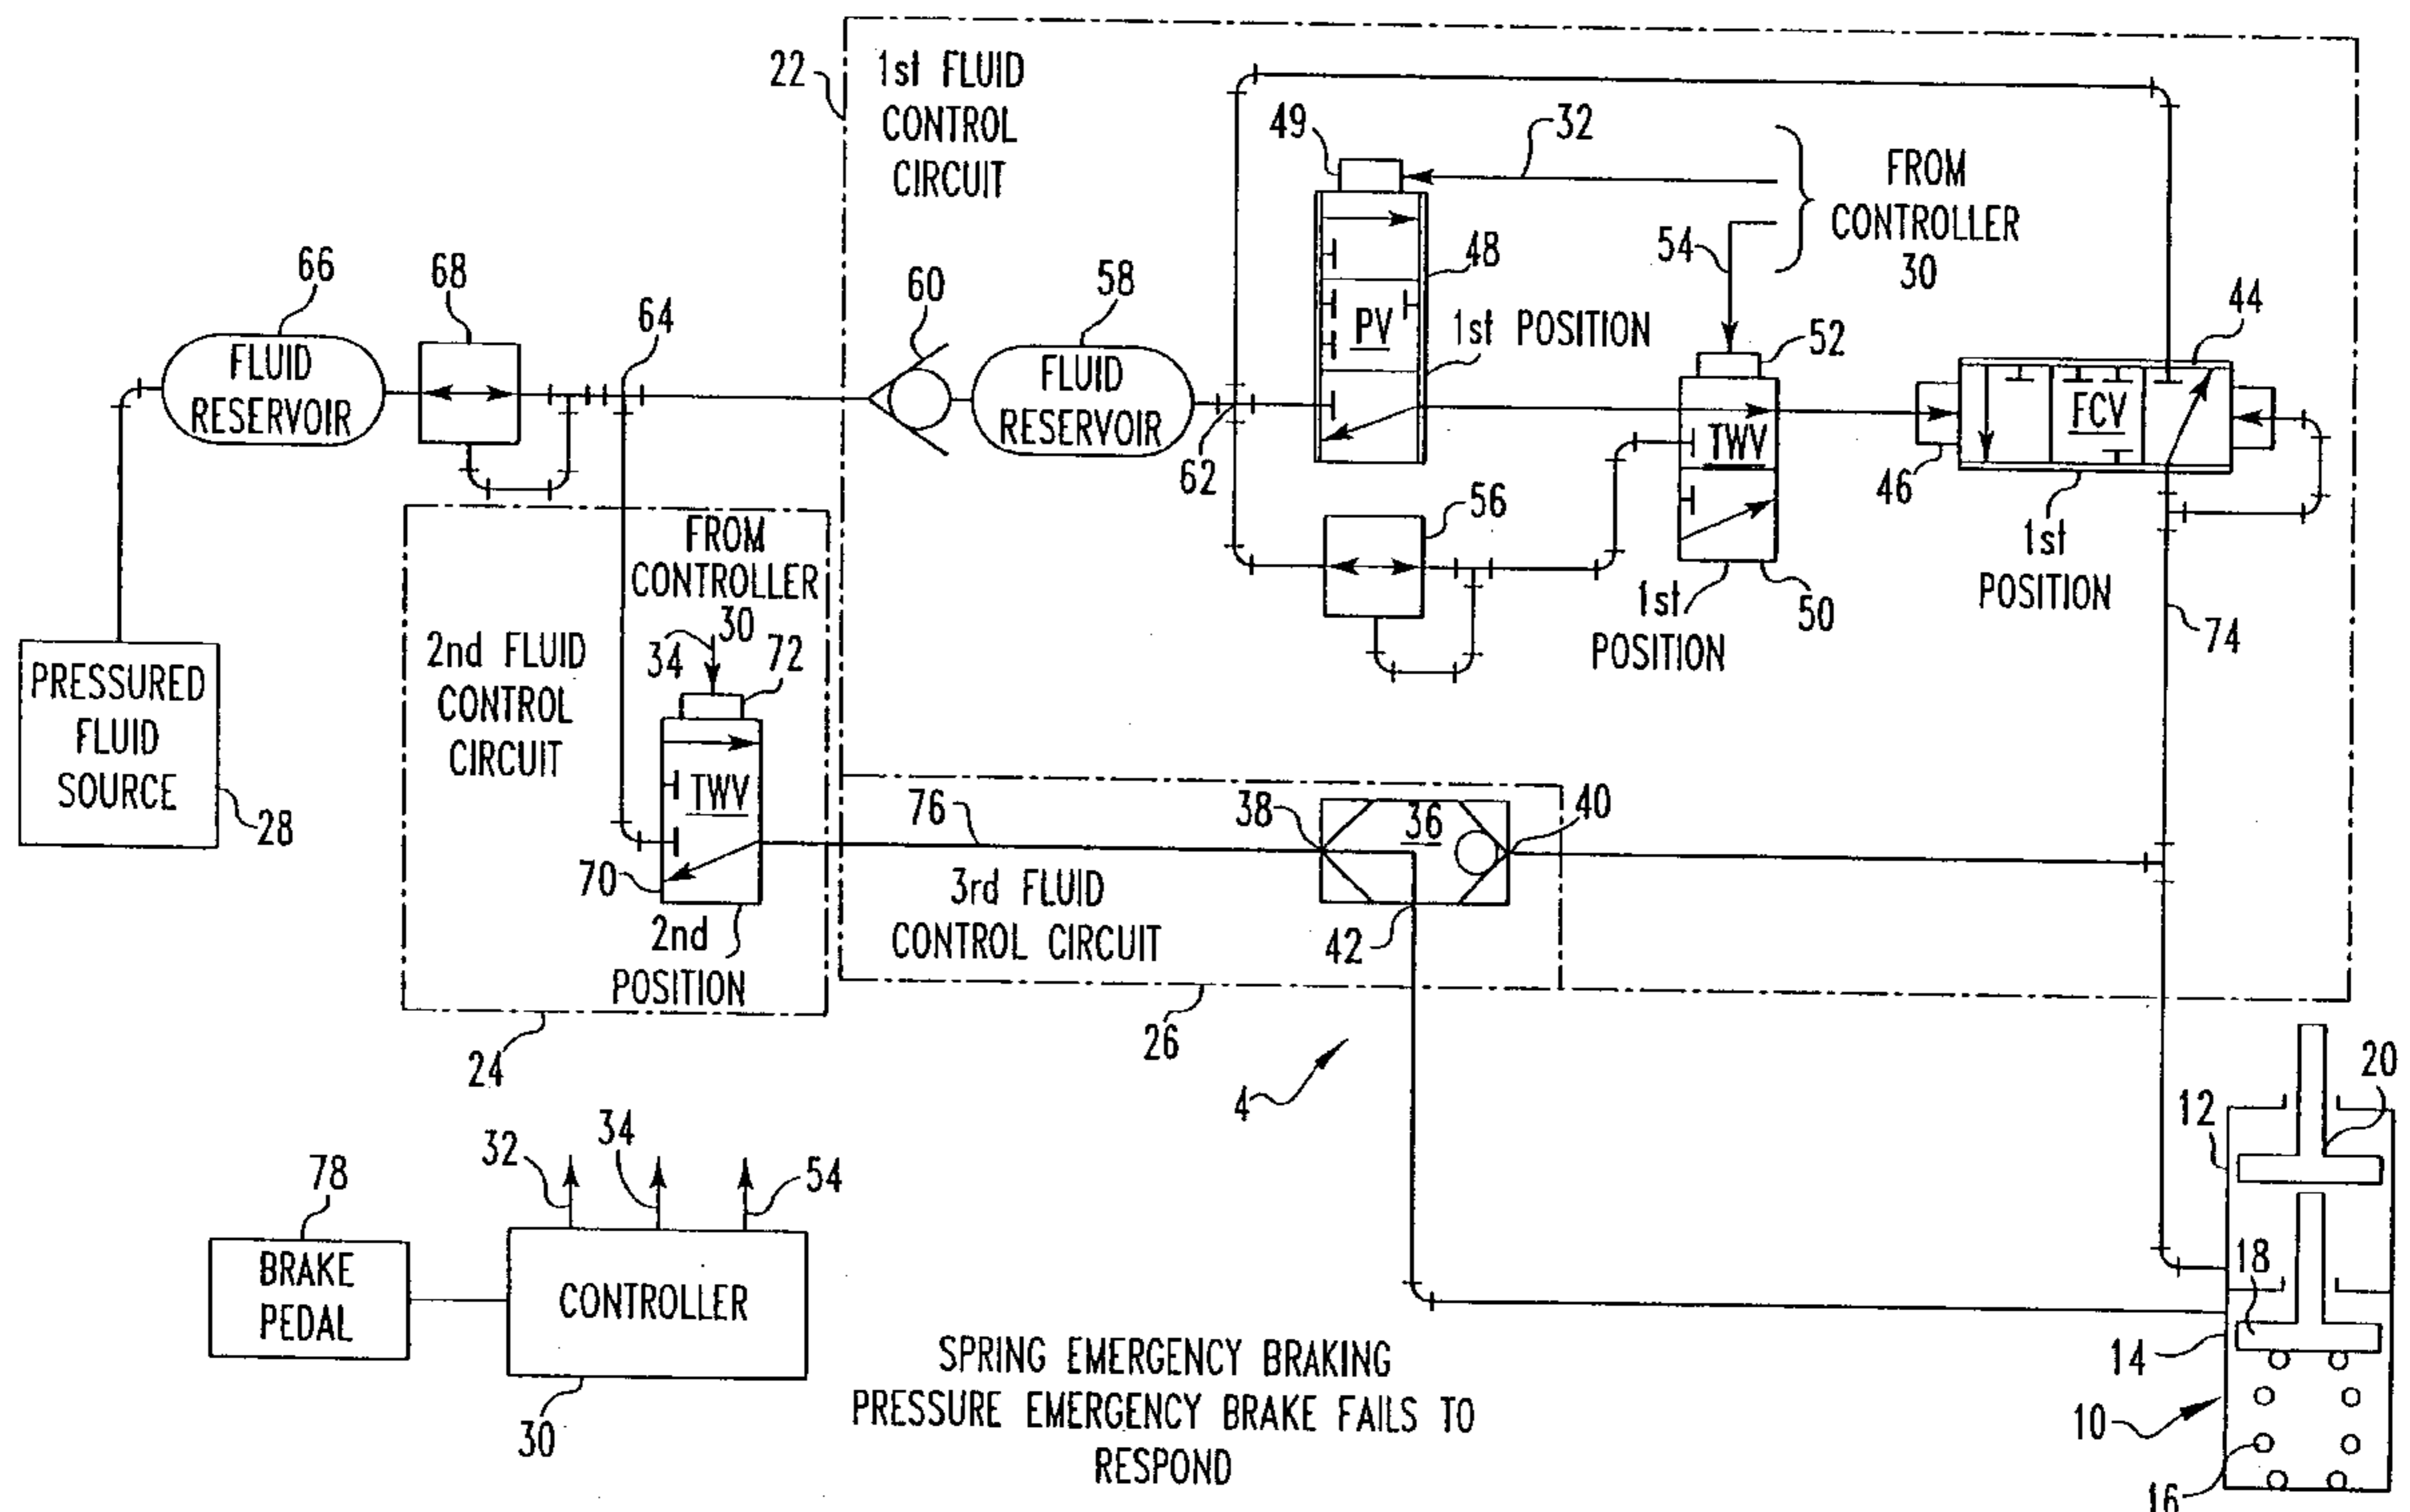 22
1st FLUID
CONTROL
CIRCUIT
49
32
FROM
CONTROLLER
30
66
68
64
60
58
48
54
44
FLUID
RESERVOIR
FLUID
RESERVOIR
PV
1st POSITION
52
TWV
FCV
62
46
56
1st
POSITION
50
1st
POSITION
74
FROM
CONTROLLER
30
34
72
2nd FLUID
CONTROL
CIRCUIT
PRESSURED
FLUID
SOURCE
28
TWV
70
2nd
POSITION
76
38
36
40
3rd FLUID
CONTROL CIRCUIT
42
24
26
4
20
12
32
34
54
78
18
BRAKE
PEDAL
CONTROLLER
30
14
10
16
SPRING EMERGENCY BRAKING
PRESSURE EMERGENCY BRAKE FAILS TO
RESPOND